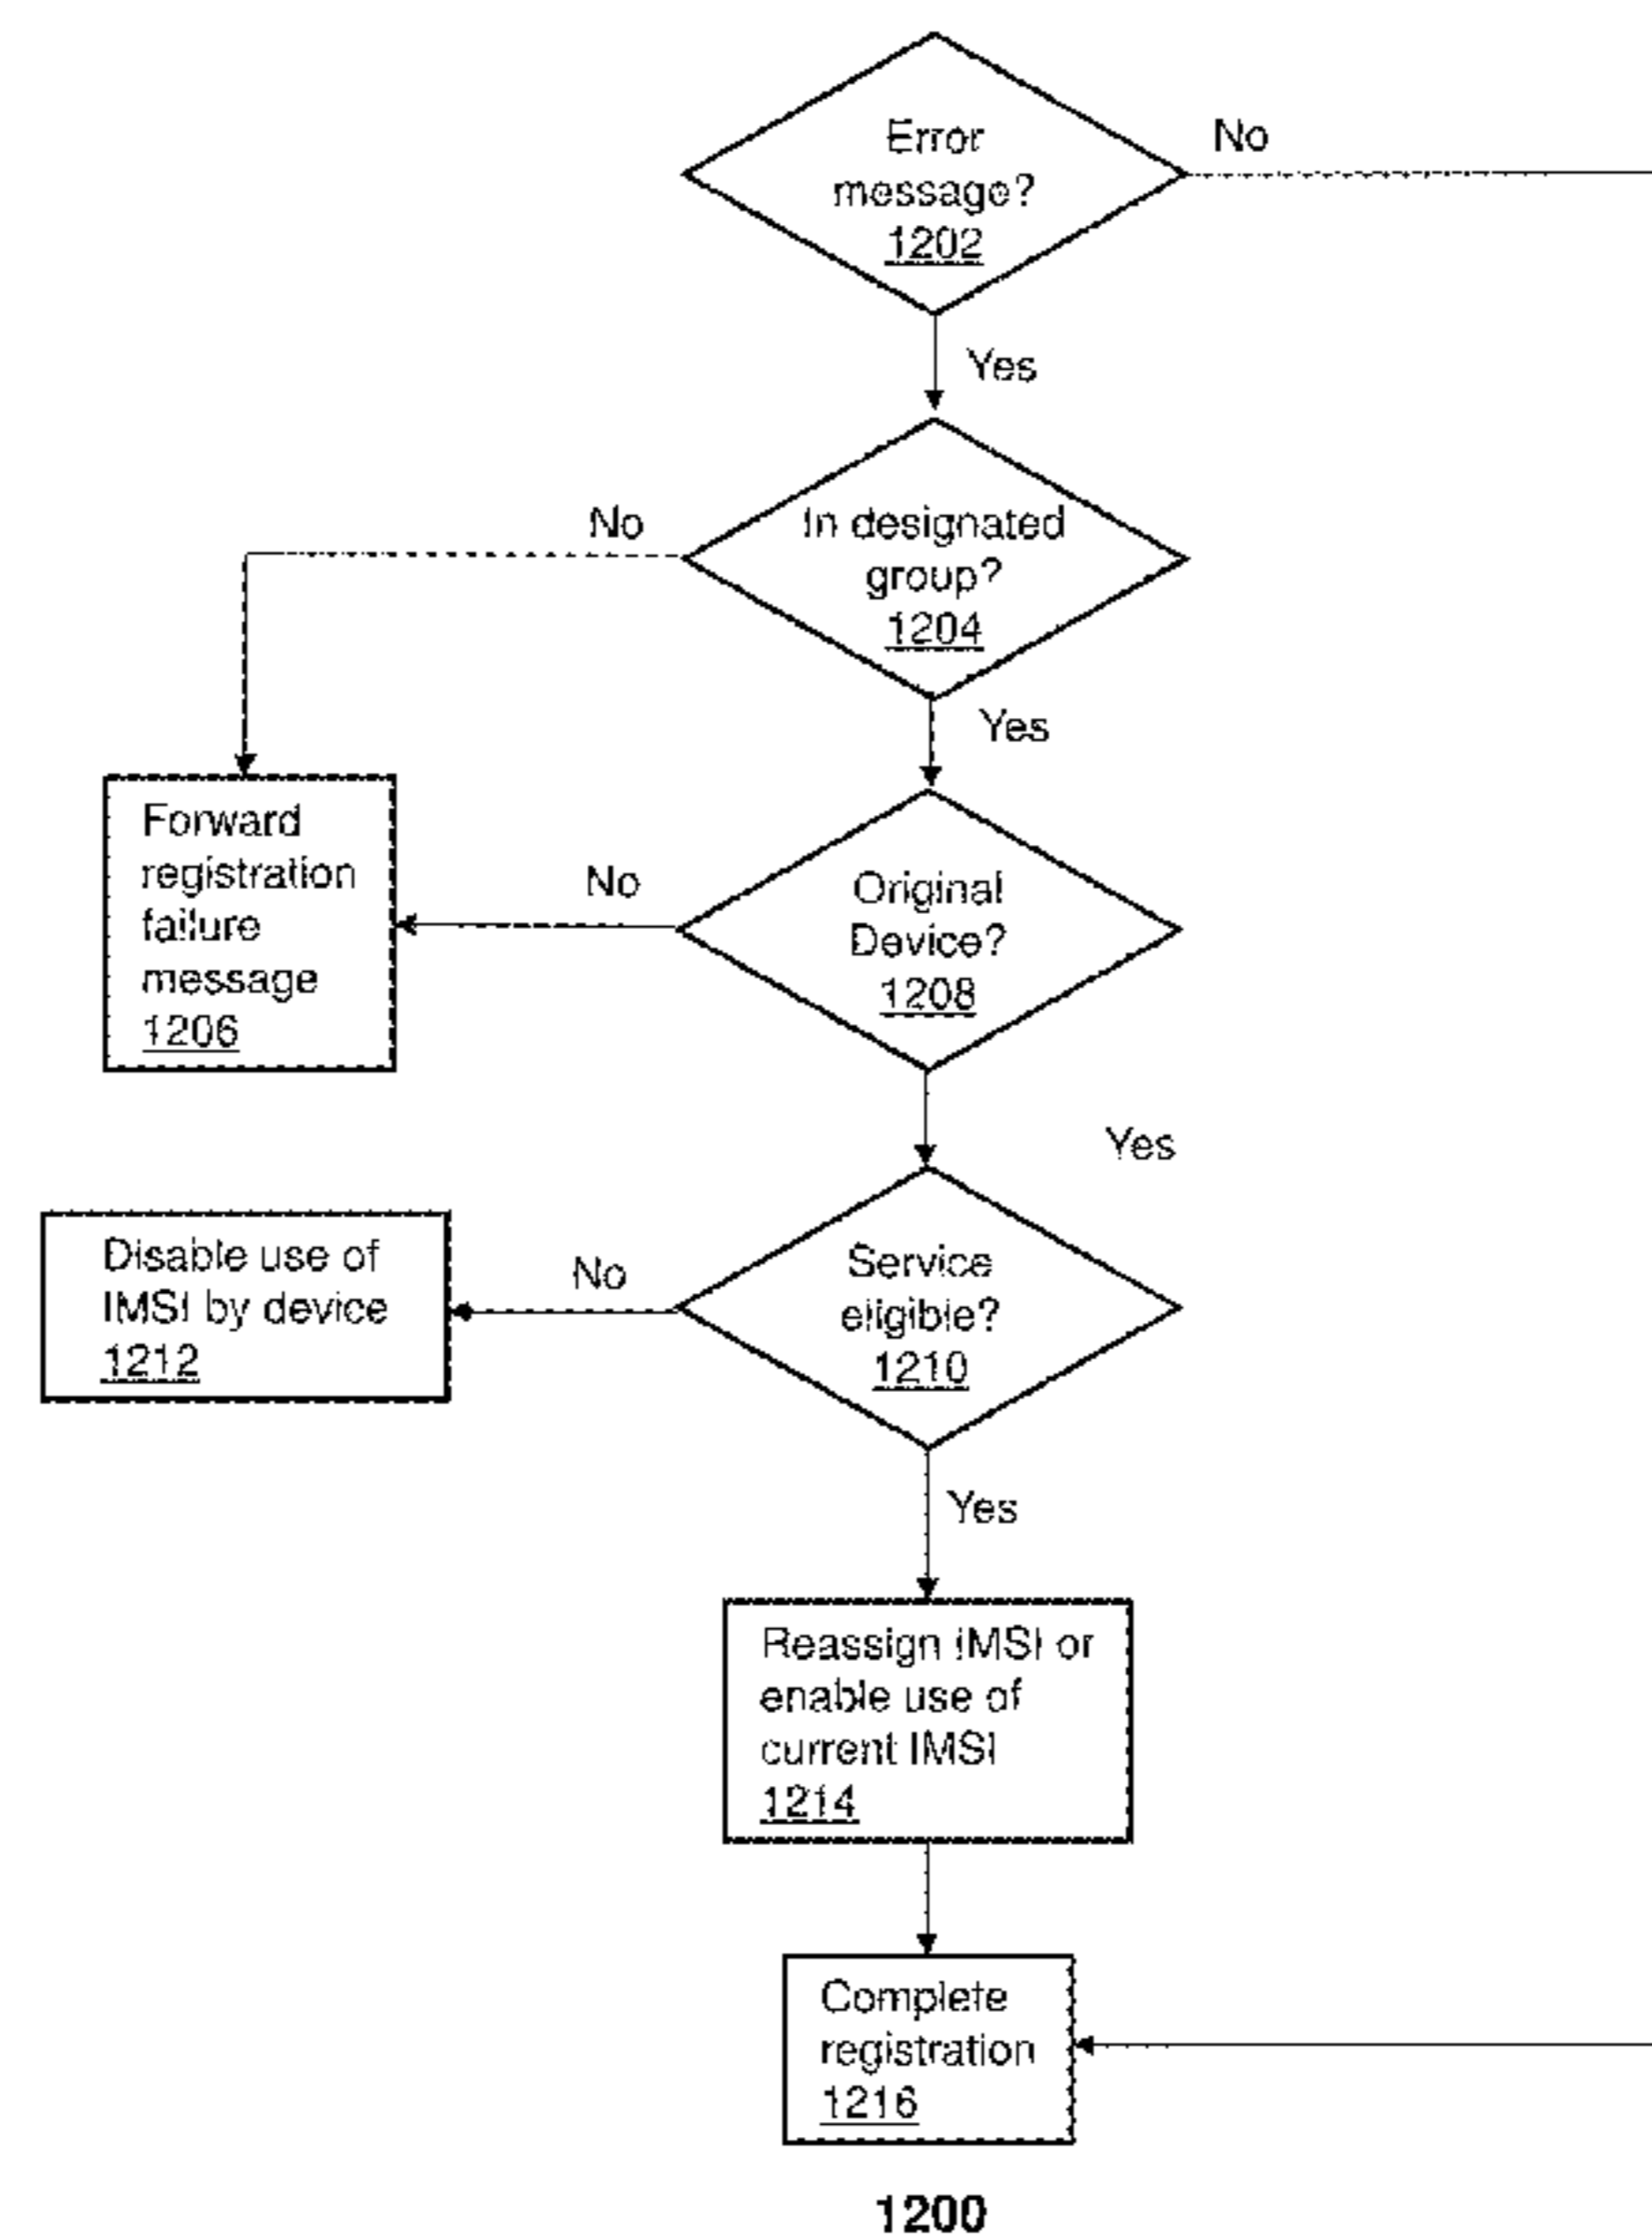 Error
message?
1202
No
Yes
In designated
group?
1204
No
Yes
Forward
registration
failure
message
1206
No
Original
Device?
1208
Yes
Disable use of
IMSI by device
1212
No
Service
eligible?
1210
Yes
Reassign IMSI or
enable use of
current IMSI
1214
Complete
registration
1216
1200